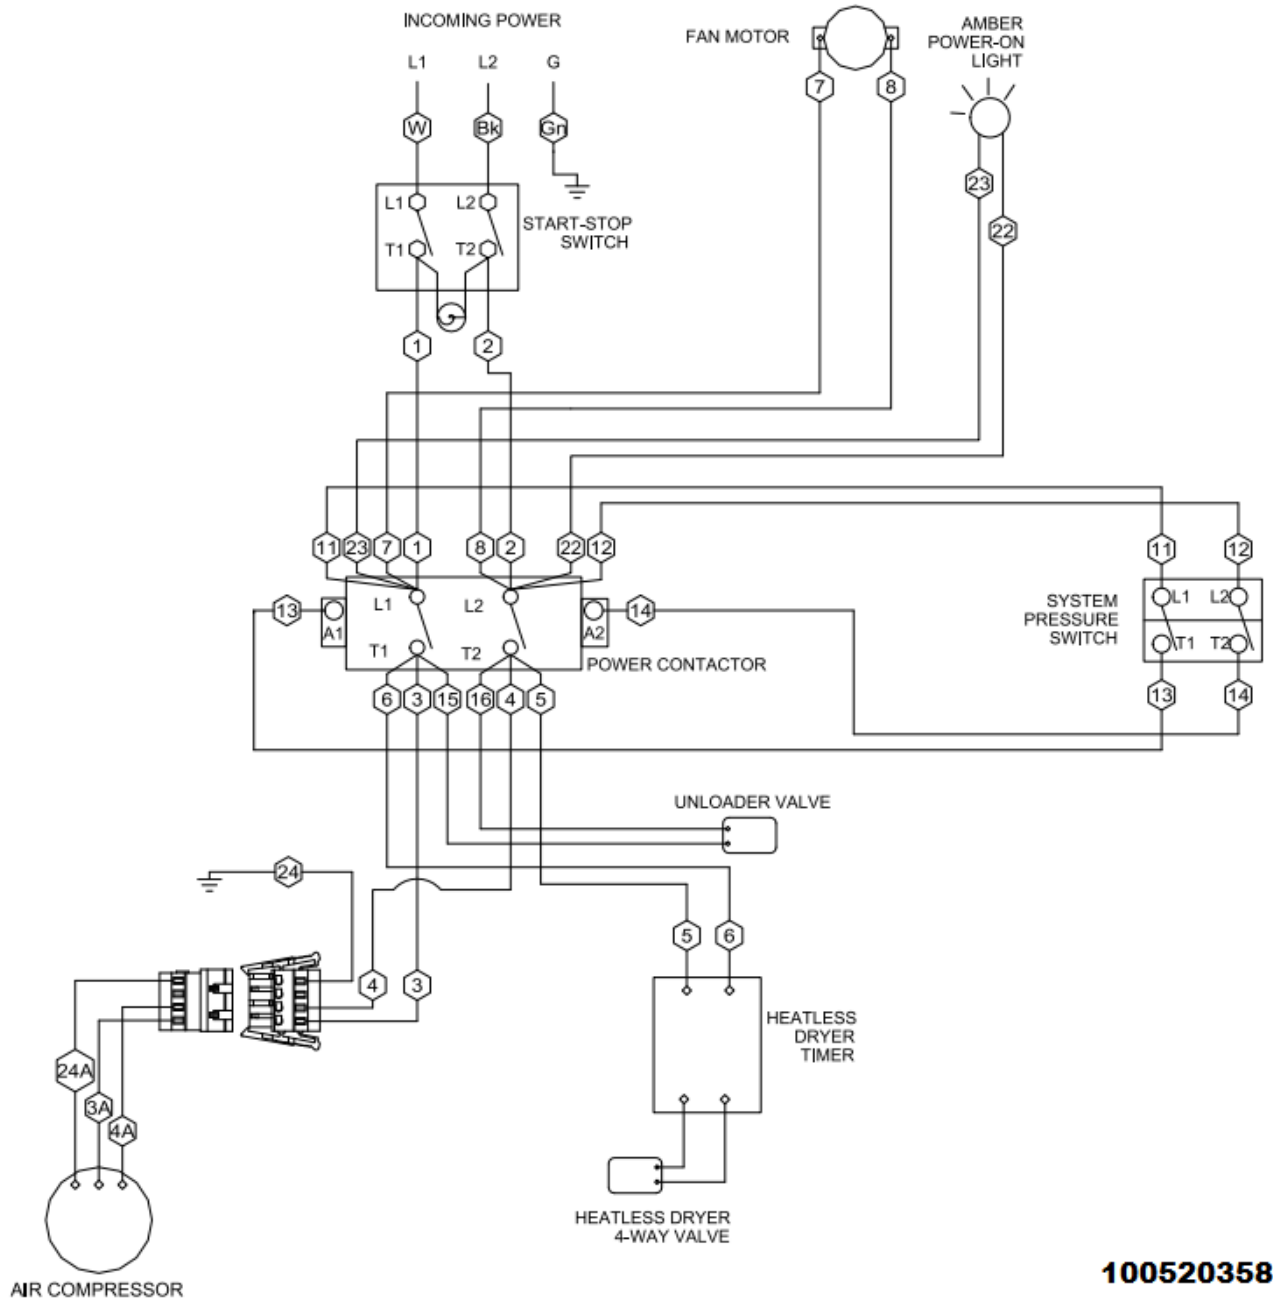 INCOMING POWER
L1 L2 G
W Bk Gn
FAN MOTOR
7 8
AMBER
POWER-ON
LIGHT
23
22
L1 L2
T1 T2
START-STOP
SWITCH
1 2
11 23 7 1 8 2 22 12
11 12
13 A1 L1 L2 A2 14
T1 T2
POWER CONTACTOR
SYSTEM
PRESSURE
SWITCH
L1 L2
T1 T2
13 14
6 3 15 16 4 5
UNLOADER VALVE
24
5 6
4 3
HEATLESS
DRYER
TIMER
24A
3A
4A
HEATLESS DRYER
4-WAY VALVE
AIR COMPRESSOR
100520358